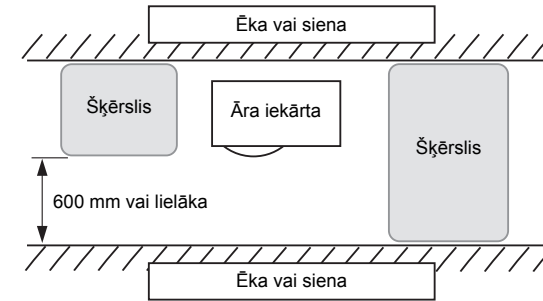 Ēka vai siena
Šķērslis
Āra iekārta
Šķērslis
600 mm vai lielāka
Ēka vai siena